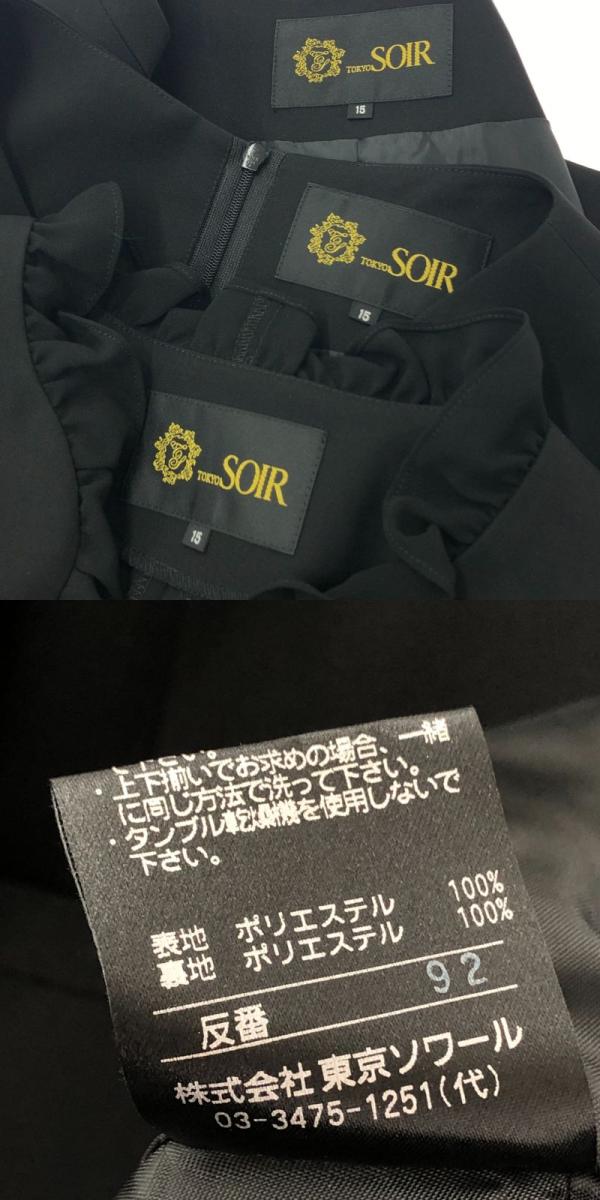 TOKYO SOIR
15
TOKYO SOIR
15
TOKYO SOIR
15
下さい。
・上下揃いでお求めの場合、一緒
に同じ方法で洗って下さい。
・タンブル乾燥機を使用しないで
下さい。
表地 ポリエステル 100%
裏地 ポリエステル 100%
反番 92
株式会社 東京ソワール
03-3475-1251(代)